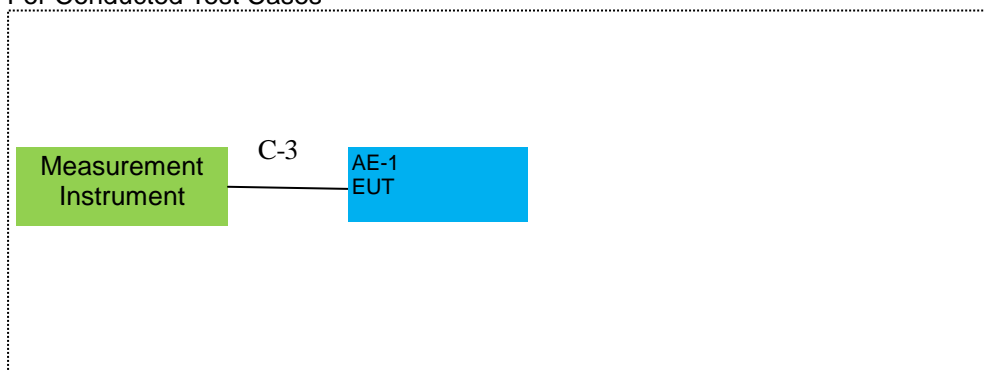 For Conducted Test Cases
Measurement
Instrument
C-3
AE-1
EUT